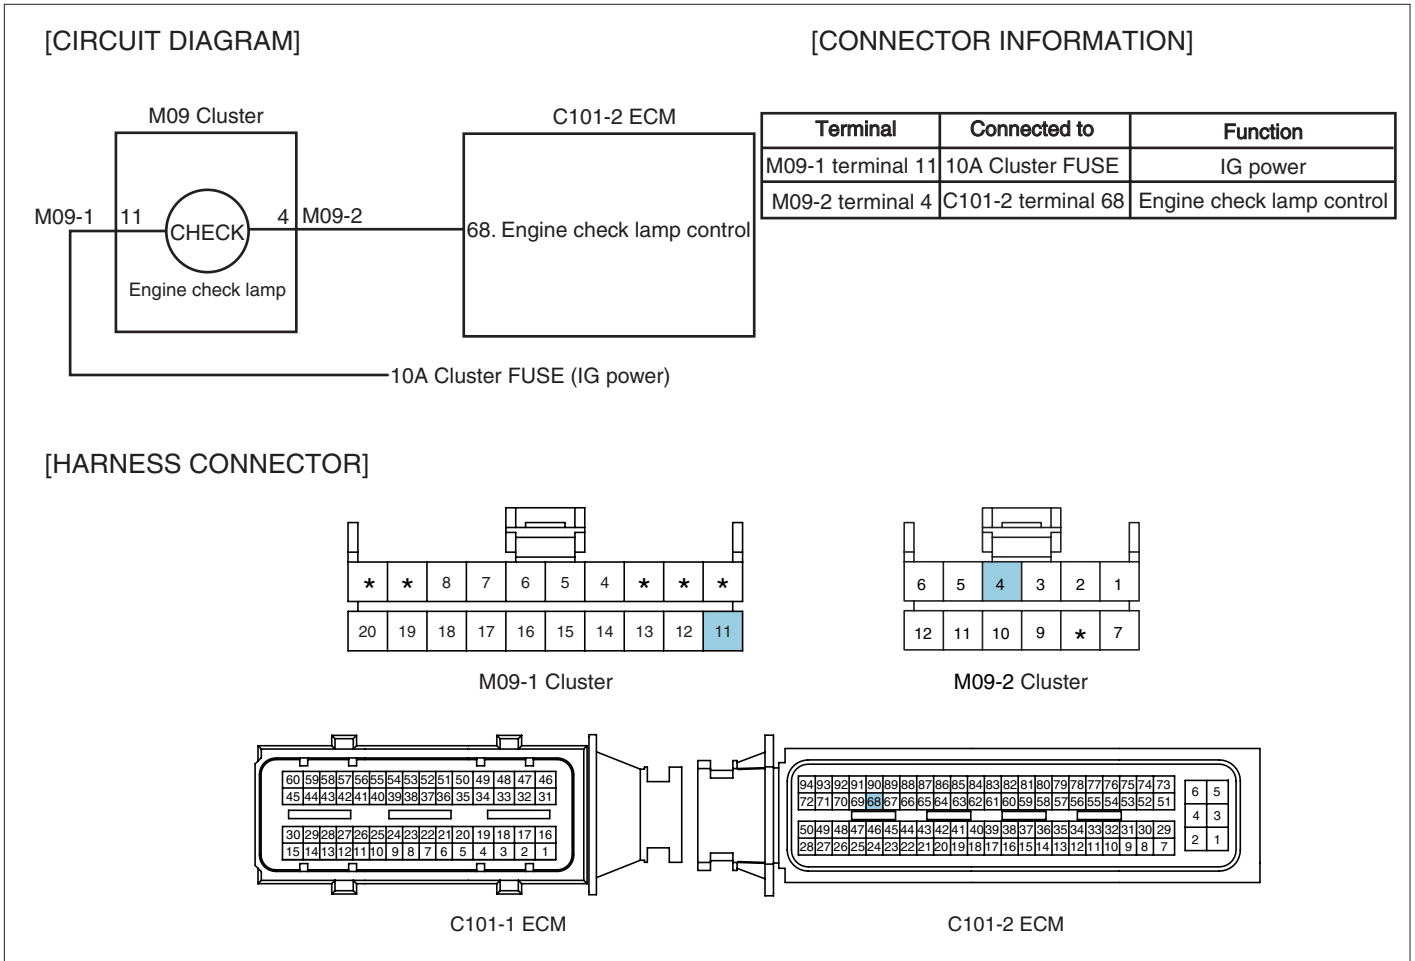 [CIRCUIT DIAGRAM]
[CONNECTOR INFORMATION]
M09 Cluster
C101-2 ECM
Terminal Connected to Function
M09-1 terminal 11 10A Cluster FUSE IG power
M09-2 terminal 4 C101-2 terminal 68 Engine check lamp control
M09-1 11 CHECK 4 M09-2
68. Engine check lamp control
Engine check lamp
10A Cluster FUSE (IG power)
[HARNESS CONNECTOR]
* * 8 7 6 5 4 * * *
20 19 18 17 16 15 14 13 12 11
M09-1 Cluster
6 5 4 3 2 1
12 11 10 9 * 7
M09-2 Cluster
60 59 58 57 56 55 54 53 52 51 50 49 48 47 46
45 44 43 42 41 40 39 38 37 36 35 34 33 32 31
30 29 28 27 26 25 24 23 22 21 20 19 18 17 16
15 14 13 12 11 10 9 8 7 6 5 4 3 2 1
C101-1 ECM
94 93 92 91 90 89 88 87 86 85 84 83 82 81 80 79 78 77 76 75 74 73
72 71 70 69 68 67 66 65 64 63 62 61 60 59 58 57 56 55 54 53 52 51
50 49 48 47 46 45 44 43 42 41 40 39 38 37 36 35 34 33 32 31 30 29
28 27 26 25 24 23 22 21 20 19 18 17 16 15 14 13 12 11 10 9 8 7
6 5
4 3
2 1
C101-2 ECM